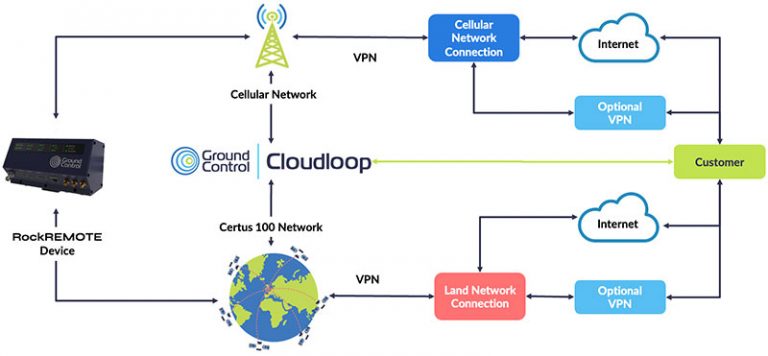 Cellular
Network
Connection
Internet
VPN
Cellular Network
Optional
VPN
Ground
Control
Ground
Control
Cloudloop
Customer
RockREMOTE
Device
Certus 100 Network
Internet
VPN
Land Network
Connection
Optional
VPN